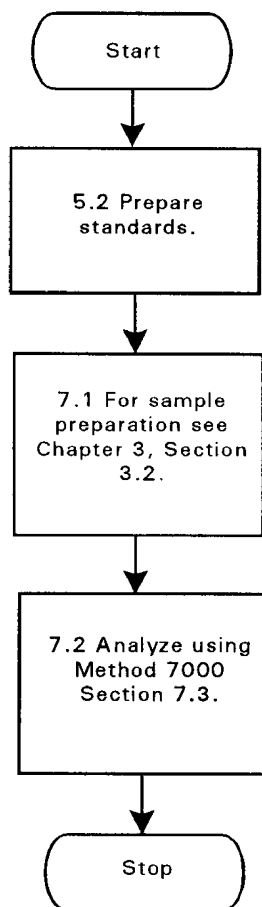 Start
5.2 Prepare
standards.
7.1 For sample
preparation see
Chapter 3, Section
3.2.
7.2 Analyze using
Method 7000
Section 7.3.
Stop